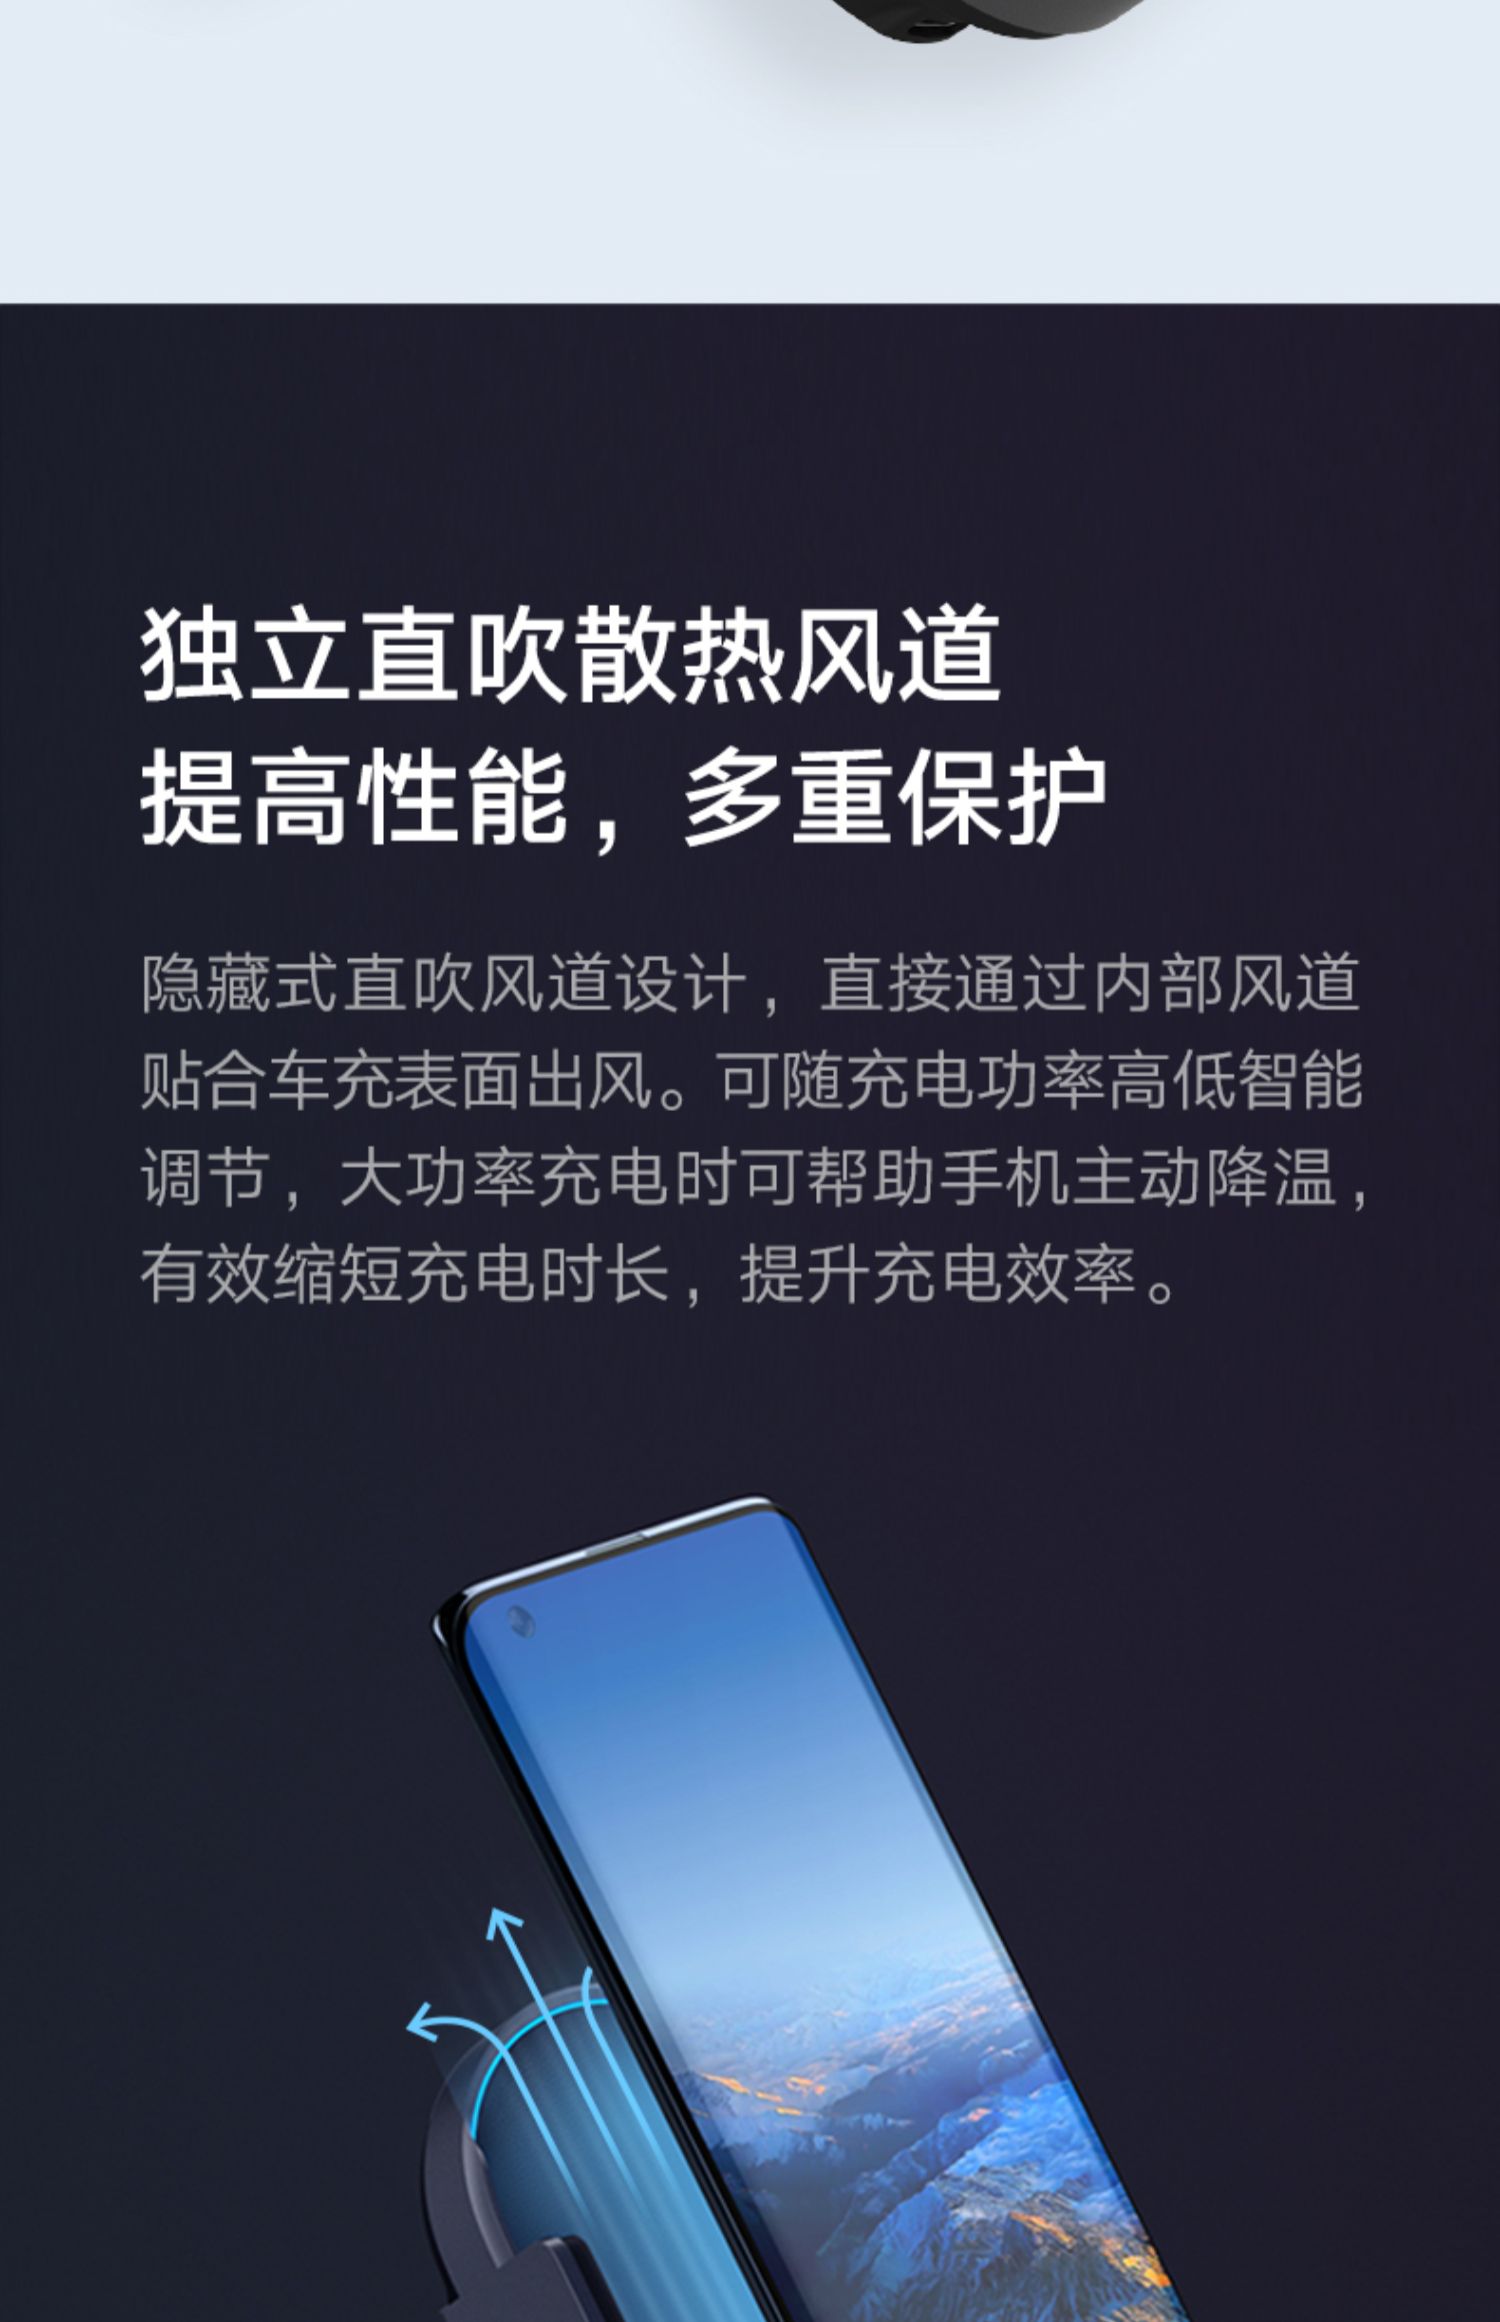 独立直吹散热风道
提高性能，多重保护
隐藏式直吹风道设计，直接通过内部风道
贴合车充表面出风。可随充电功率高低智能
调节，大功率充电时可帮助手机主动降温，
有效缩短充电时长，提升充电效率。